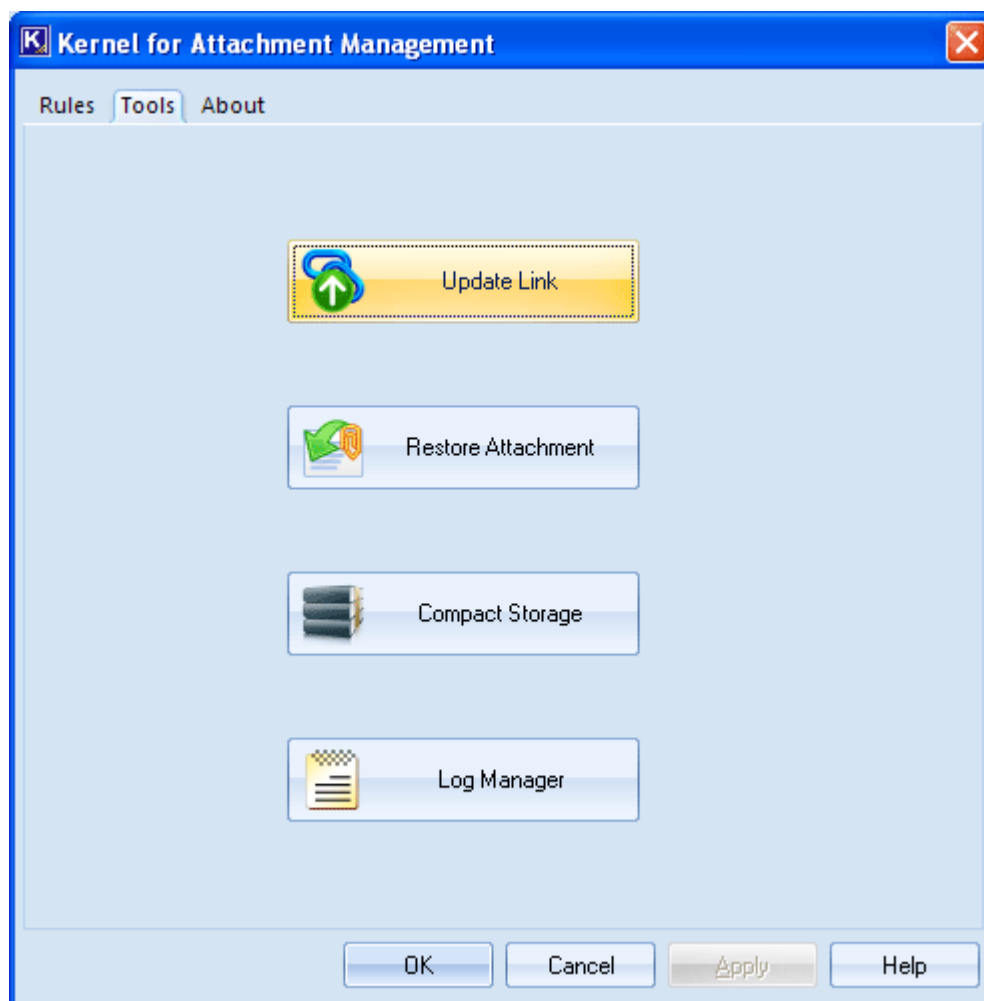 Kernel for Attachment Management
Rules Tools About
Update Link
Restore Attachment
Compact Storage
Log Manager
OK Cancel Apply Help